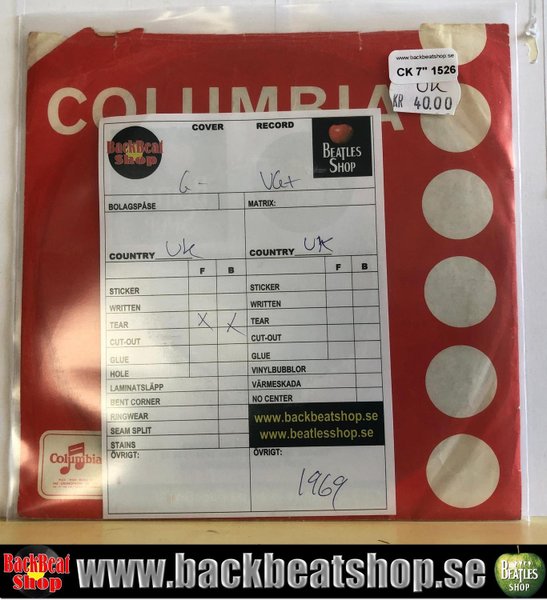 www.backbeatshop.se
CK 7" 1526
UK
KR 40.00
COLUMBIA
BackBeat
Shop
COVER RECORD
BEATLES
SHOP
G- VG+
BOLAGSPÅSE MATRIX:
COUNTRY UK COUNTRY UK
F B F B
STICKER STICKER
WRITTEN WRITTEN
TEAR X X TEAR
CUT-OUT CUT-OUT
GLUE GLUE
HOLE VINYLBUBBLOR
LAMINATSLÄPP VÄRMESKADA
BENT CORNER NO CENTER
RINGWEAR www.backbeatshop.se
SEAM SPLIT www.beatlesshop.se
STAINS
ÖVRIGT: ÖVRIGT:
1969
Columbia
BackBeat
Shop
www.backbeatshop.se
BEATLES
SHOP